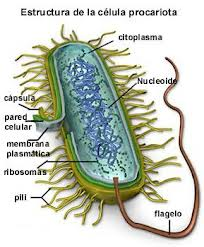 Estructura de la célula procariota
citoplasma
Nucleoide
cápsula
pared
celular
membrana
plasmática
ribosomas
pili
flagelo